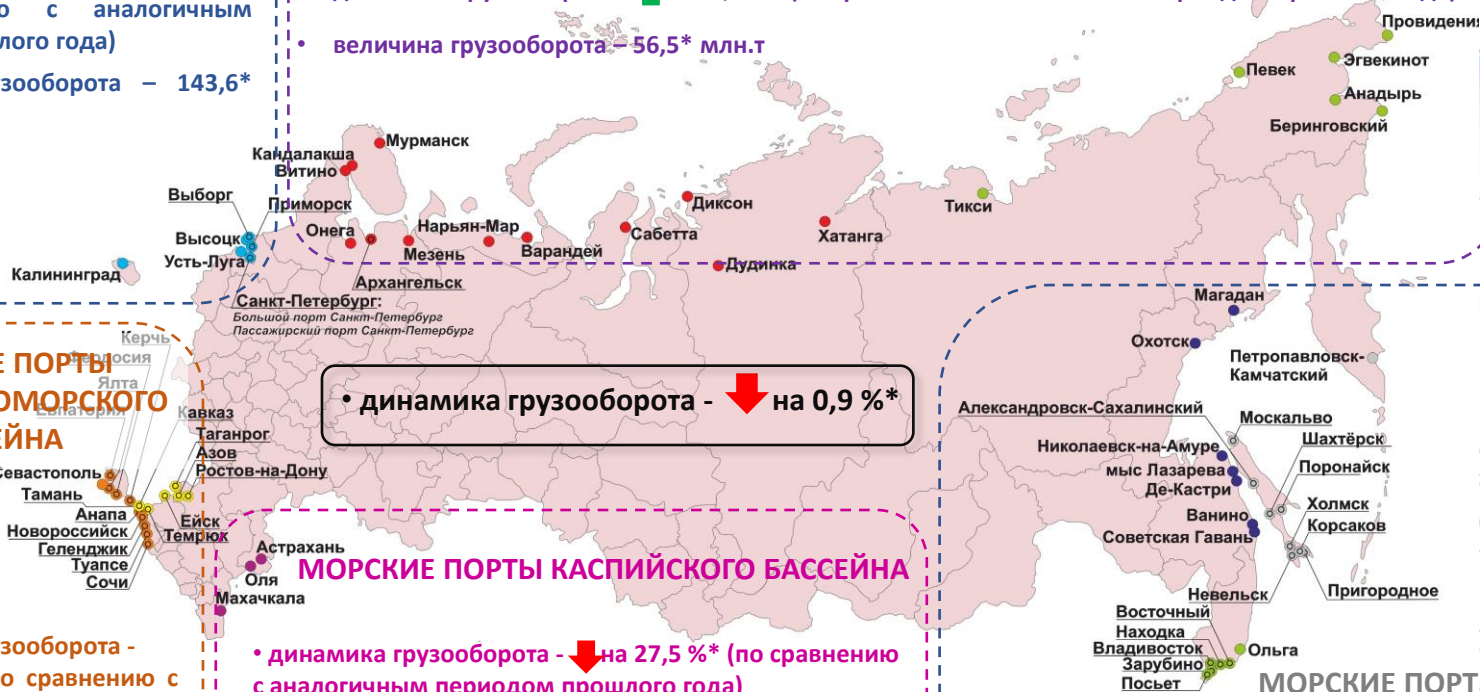 с аналогичным
года)
– 143,6*
величина грузооборота – 56,5* млн.т
Провидения
Певек
Эгвекинот
Анадырь
Беринговский
Мурманск
Кандалакша
Витино
Выборг
Приморск
Диксон
Тикси
Онега
Нарьян-Мар
Сабетта
Хатанга
Высоцк
Мезень
Варандей
Усть-Луга
Дудинка
Калининград
Архангельск
Санкт-Петербург:
Большой порт Санкт-Петербург
Пассажирский порт Санкт-Петербург
Магадан
Охотск
Петропавловск-
Камчатский
Керчь
Феодосия
ПОРТЫ
Ялта
Евпатория
Кавказ
• динамика грузооборота - на 0,9 %*
Таганрог
Азов
Ростов-на-Дону
Севастополь
Тамань
Анапа
Новороссийск
Геленджик
Туапсе
Сочи
Ейск
Темрюк
Александровск-Сахалинский
Москальво
Николаевск-на-Амуре
Шахтёрск
мыс Лазарева
Поронайск
Де-Кастри
Холмск
Ванино
Корсаков
Советская Гавань
Астрахань
Оля
Махачкала
МОРСКИЕ ПОРТЫ КАСПИЙСКОГО БАССЕЙНА
Невельск
Пригородное
Восточный
Находка
Владивосток
Ольга
Зарубино
Посьет
• динамика грузооборота - на 27,5 %* (по сравнению
с аналогичным периодом прошлого года)
сравнению с
МОРСКИЕ